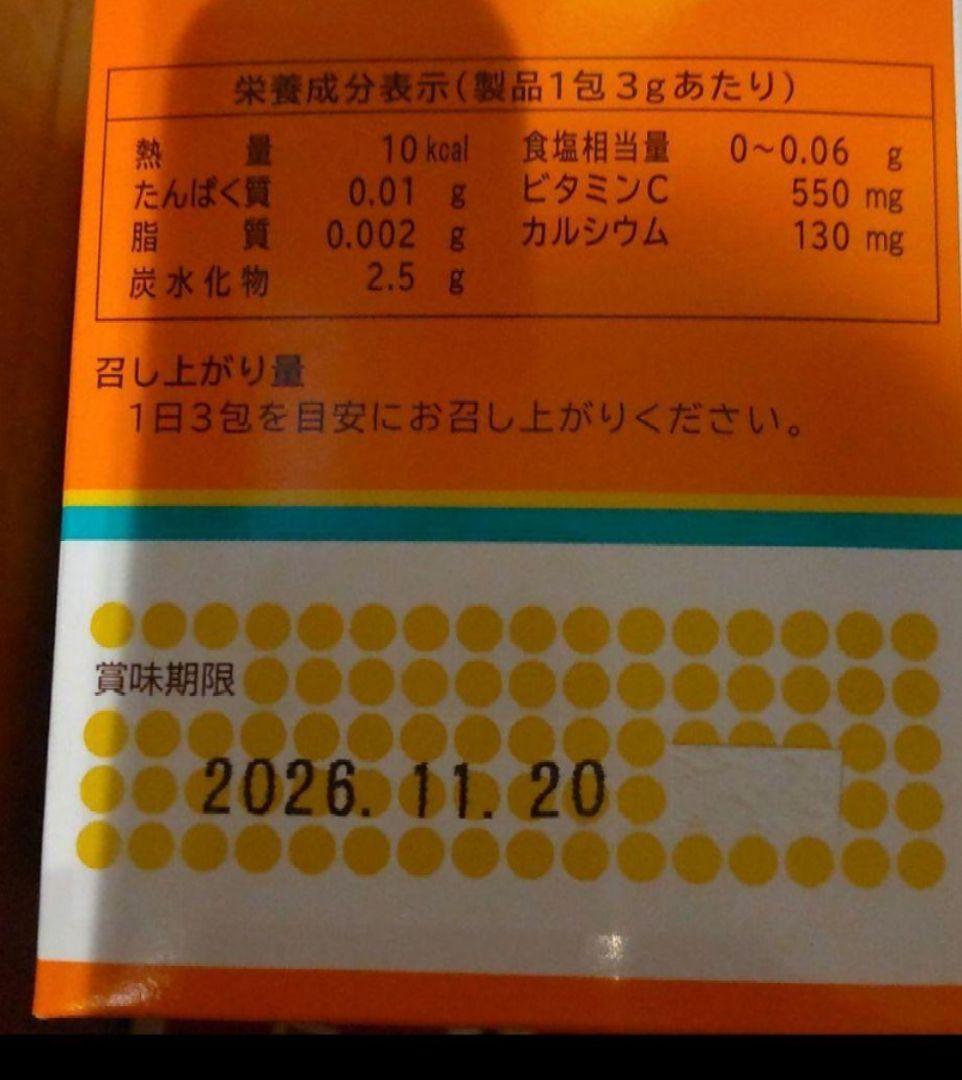 栄養成分表示(製品1包3gあたり)
熱量 10kcal 食塩相当量 0~0.06 g
たんぱく質 0.01 g ビタミンC 550 mg
脂質 0.002 g カルシウム 130 mg
炭水化物 2.5 g
召し上がり量
1日3包を目安にお召し上がりください。
賞味期限
2026.11.20